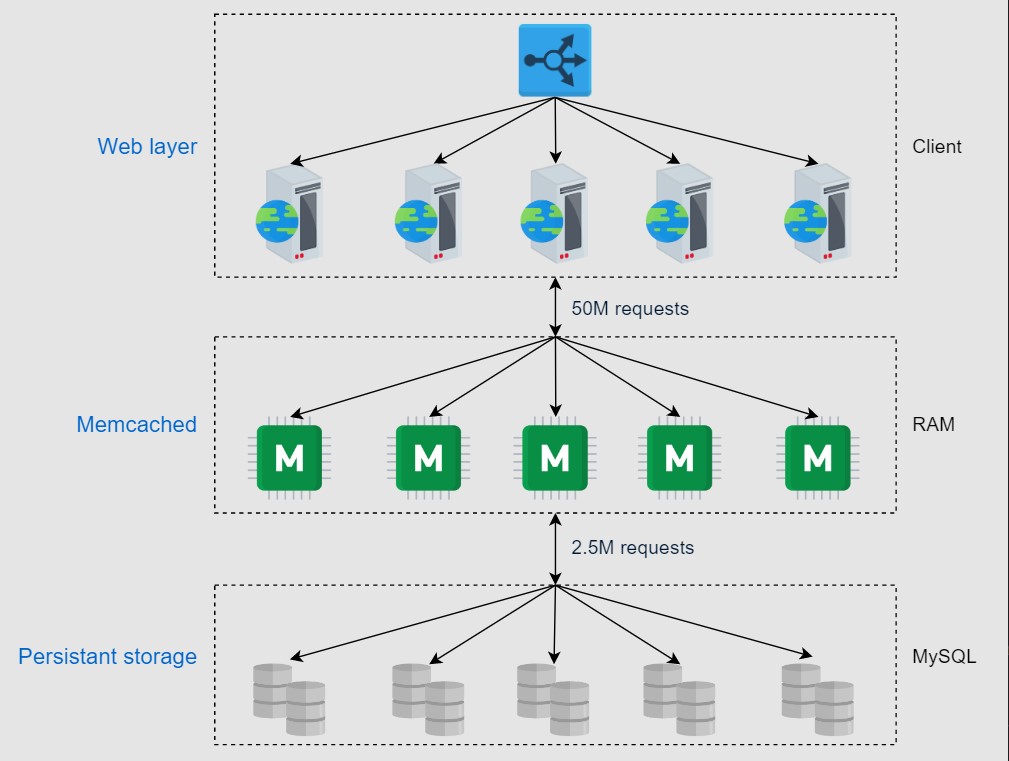 Web layer
Client
50M requests
Memcached
M
M
M
M
M
RAM
2.5M requests
Persistant storage
MySQL